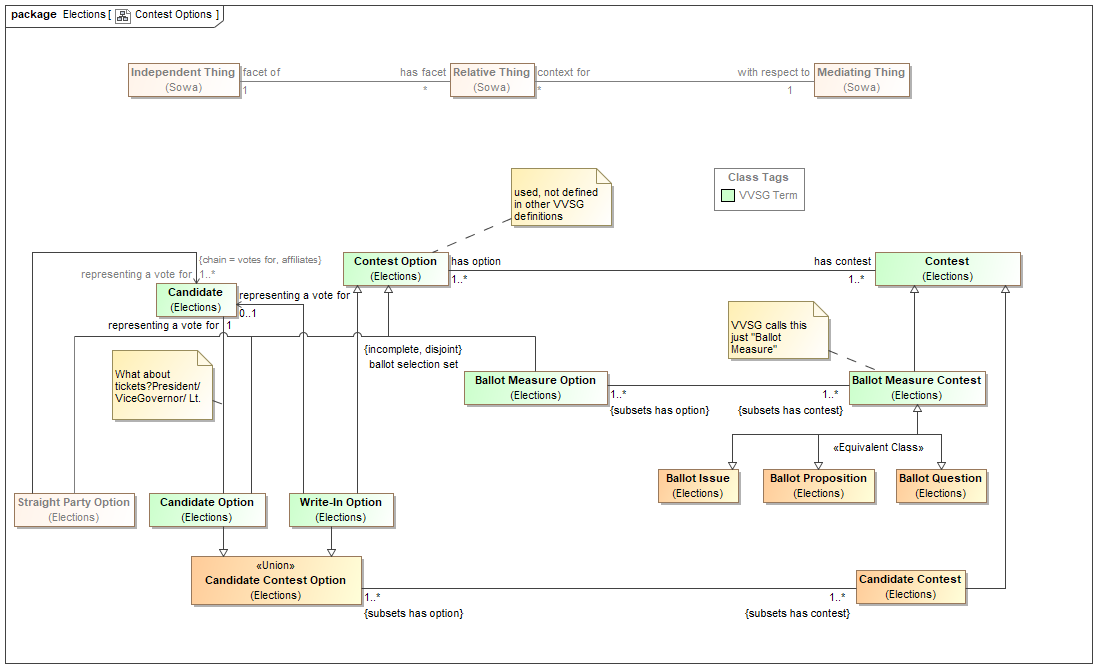 package Elections [ Contest Options ]
Independent Thing
(Sowa)
facet of
1
has facet
*
Relative Thing
(Sowa)
context for
*
with respect to
1
Mediating Thing
(Sowa)
used, not defined
in other VVSG
definitions
Class Tags
VVSG Term
{chain = votes for, affiliates}
representing a vote for
1..*
Candidate
(Elections)
representing a vote for
0..1
representing a vote for
1
Contest Option
(Elections)
has option
1..*
has contest
1..*
Contest
(Elections)
VVSG calls this
just "Ballot
Measure"
{incomplete, disjoint}
ballot selection set
What about
tickets?President/
ViceGovernor/ Lt.
Ballot Measure Option
(Elections)
1..*
{subsets has option}
1..*
{subsets has contest}
Ballot Measure Contest
(Elections)
«Equivalent Class»
Ballot Issue
(Elections)
Ballot Proposition
(Elections)
Ballot Question
(Elections)
Straight Party Option
(Elections)
Candidate Option
(Elections)
Write-In Option
(Elections)
«Union»
Candidate Contest Option
(Elections)
1..*
{subsets has option}
1..*
{subsets has contest}
Candidate Contest
(Elections)